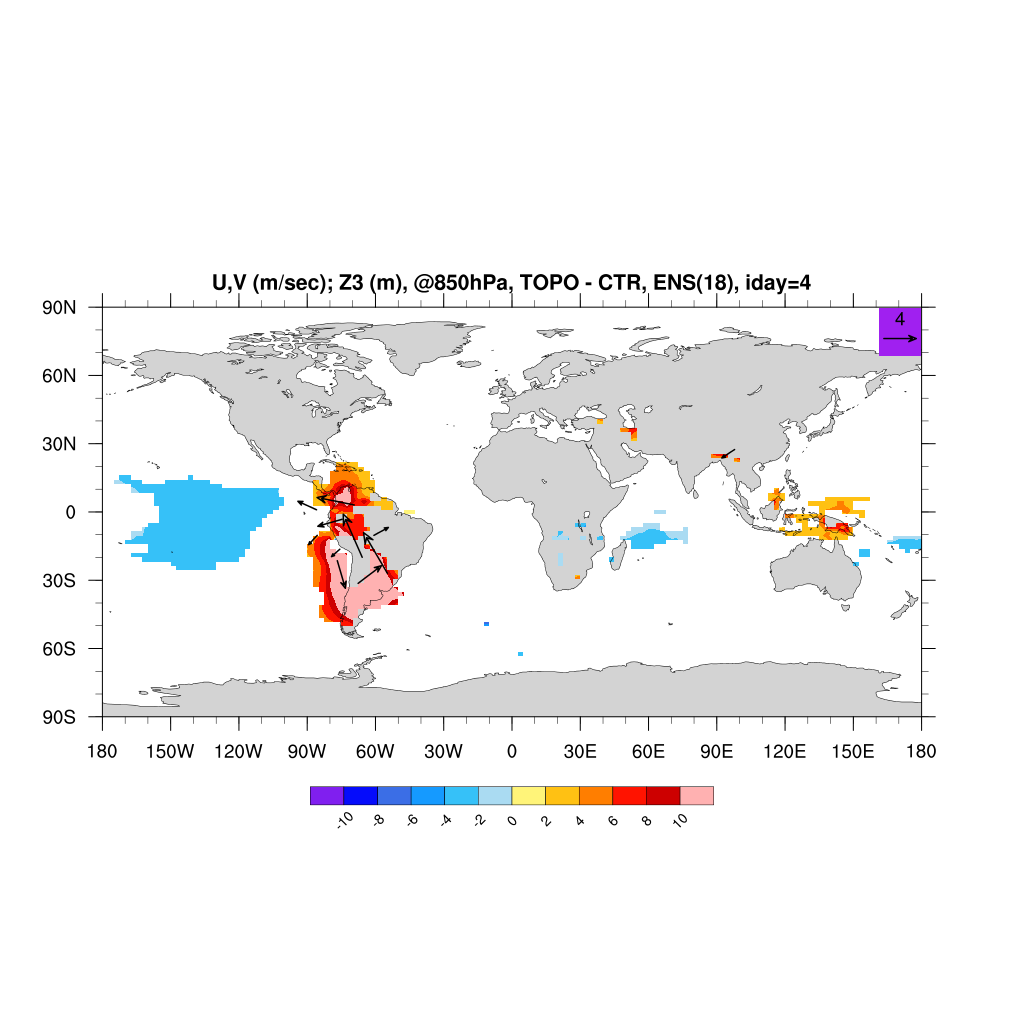 U,V (m/sec); Z3 (m), @850hPa, TOPO - CTR, ENS(18), iday=4
4
90N
60N
30N
0
30S
60S
90S
180 150W 120W 90W 60W 30W 0 30E 60E 90E 120E 150E 180
-10 -8 -6 -4 -2 0 2 4 6 8 10